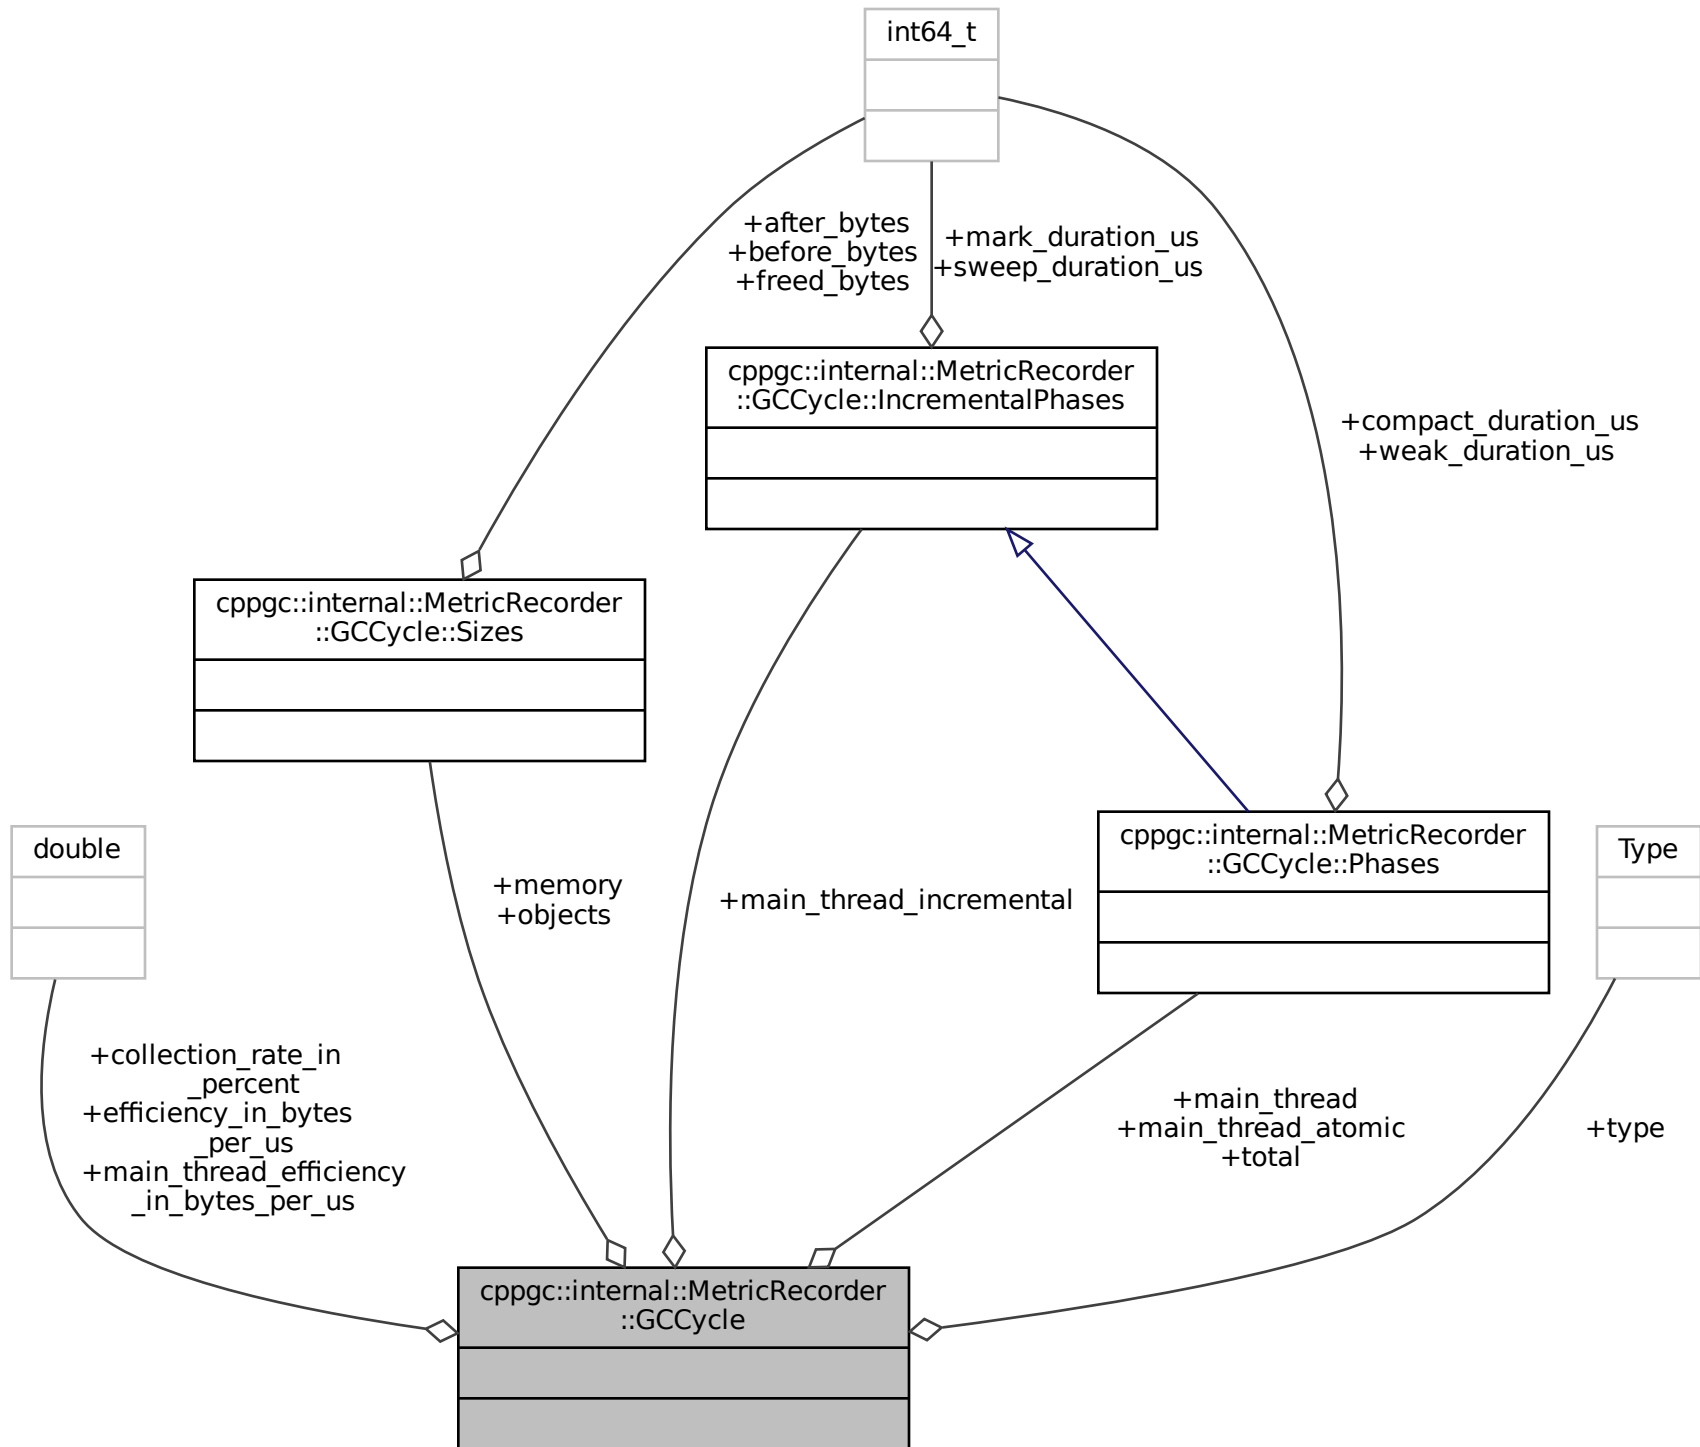 int64_t
+after_bytes
+before_bytes
+freed_bytes
+mark_duration_us
+sweep_duration_us
cppgc::internal::MetricRecorder
::GCCycle::IncrementalPhases
+compact_duration_us
+weak_duration_us
cppgc::internal::MetricRecorder
::GCCycle::Sizes
double
+memory
+objects
+main_thread_incremental
cppgc::internal::MetricRecorder
::GCCycle::Phases
Type
+collection_rate_in
_percent
+efficiency_in_bytes
_per_us
+main_thread_efficiency
_in_bytes_per_us
+main_thread
+main_thread_atomic
+total
+type
cppgc::internal::MetricRecorder
::GCCycle